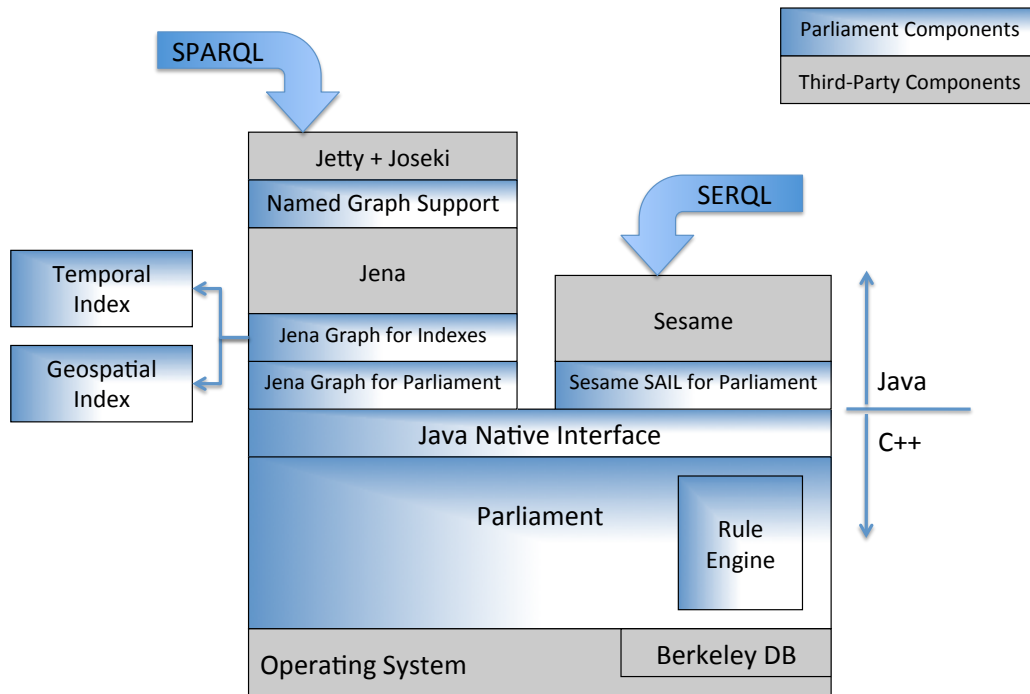 SPARQL
Parliament Components
Third-Party Components
Jetty + Joseki
Named Graph Support
SERQL
Jena
Temporal
Index
Jena Graph for Indexes
Sesame
Geospatial
Index
Jena Graph for Parliament
Sesame SAIL for Parliament
Java
Java Native Interface
C++
Parliament
Rule
Engine
Operating System
Berkeley DB